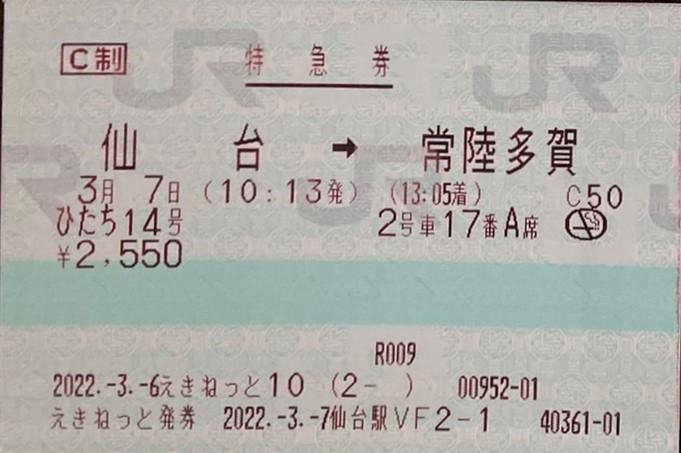 C制 特急券
仙台 → 常陸多賀
3月 7日 (10:13発) (13:05着) C50
ひたち14号 2号車17番A席
¥2,550
R009
2022.-3.-6えきねっと10 (2- ) 00952-01
えきねっと発券 2022.-3.-7仙台駅VF2-1 40361-01